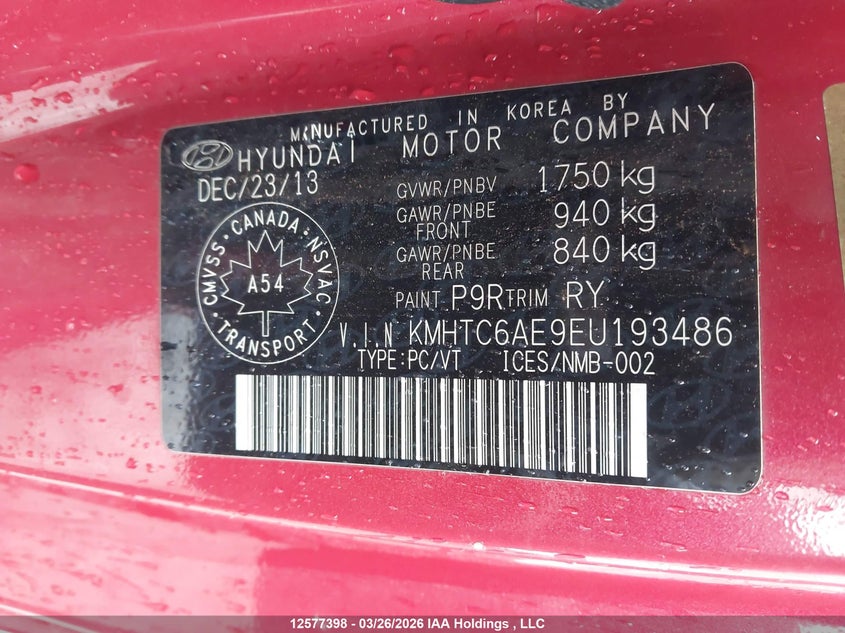 MANUFACTURED IN KOREA BY
HYUNDAI MOTOR COMPANY
DEC/23/13
GVWR/PNBV 1750 kg
GAWR/PNBE FRONT 940 kg
GAWR/PNBE REAR 840 kg
CMVSS · CANADA · NSVAC · TRANSPORT ·
A54
PAINT P9R TRIM RY
V.I.N KMHTC6AE9EU193486
TYPE:PC/VT ICES/NMB-002
12577398 - 03/26/2026 IAA Holdings , LLC